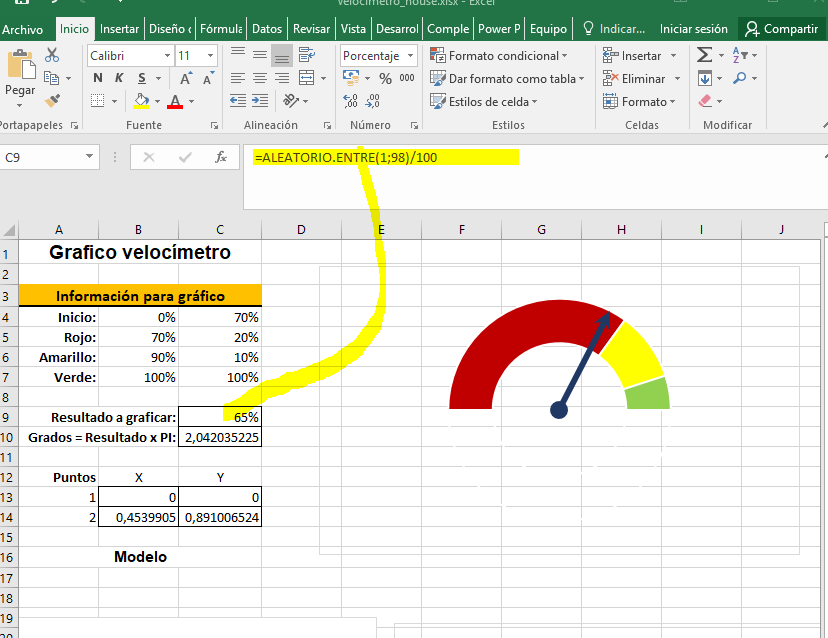 velocimetro_house.xlsx - Excel
Archivo Inicio Insertar Diseño Fórmula Datos Revisar Vista Desarrol Comple Power P Equipo Indicar... Iniciar sesión Compartir
Calibri 11 Porcentaje Formato condicional Insertar Σ
Pegar N K S A A % 000 Dar formato como tabla Eliminar
A Estilos de celda Formato
Portapapeles Fuente Alineación Número Estilos Celdas Modificar
C9 fx =ALEATORIO.ENTRE(1;98)/100
A B C D E F G H I J
1 Grafico velocímetro
2
3 Información para gráfico
4 Inicio: 0% 70%
5 Rojo: 70% 20%
6 Amarillo: 90% 10%
7 Verde: 100% 100%
8
9 Resultado a graficar: 65%
10 Grados = Resultado x PI: 2,042035225
11
12 Puntos X Y
13 1 0 0
14 2 0,4539905 0,891006524
15
16 Modelo
17
18
19